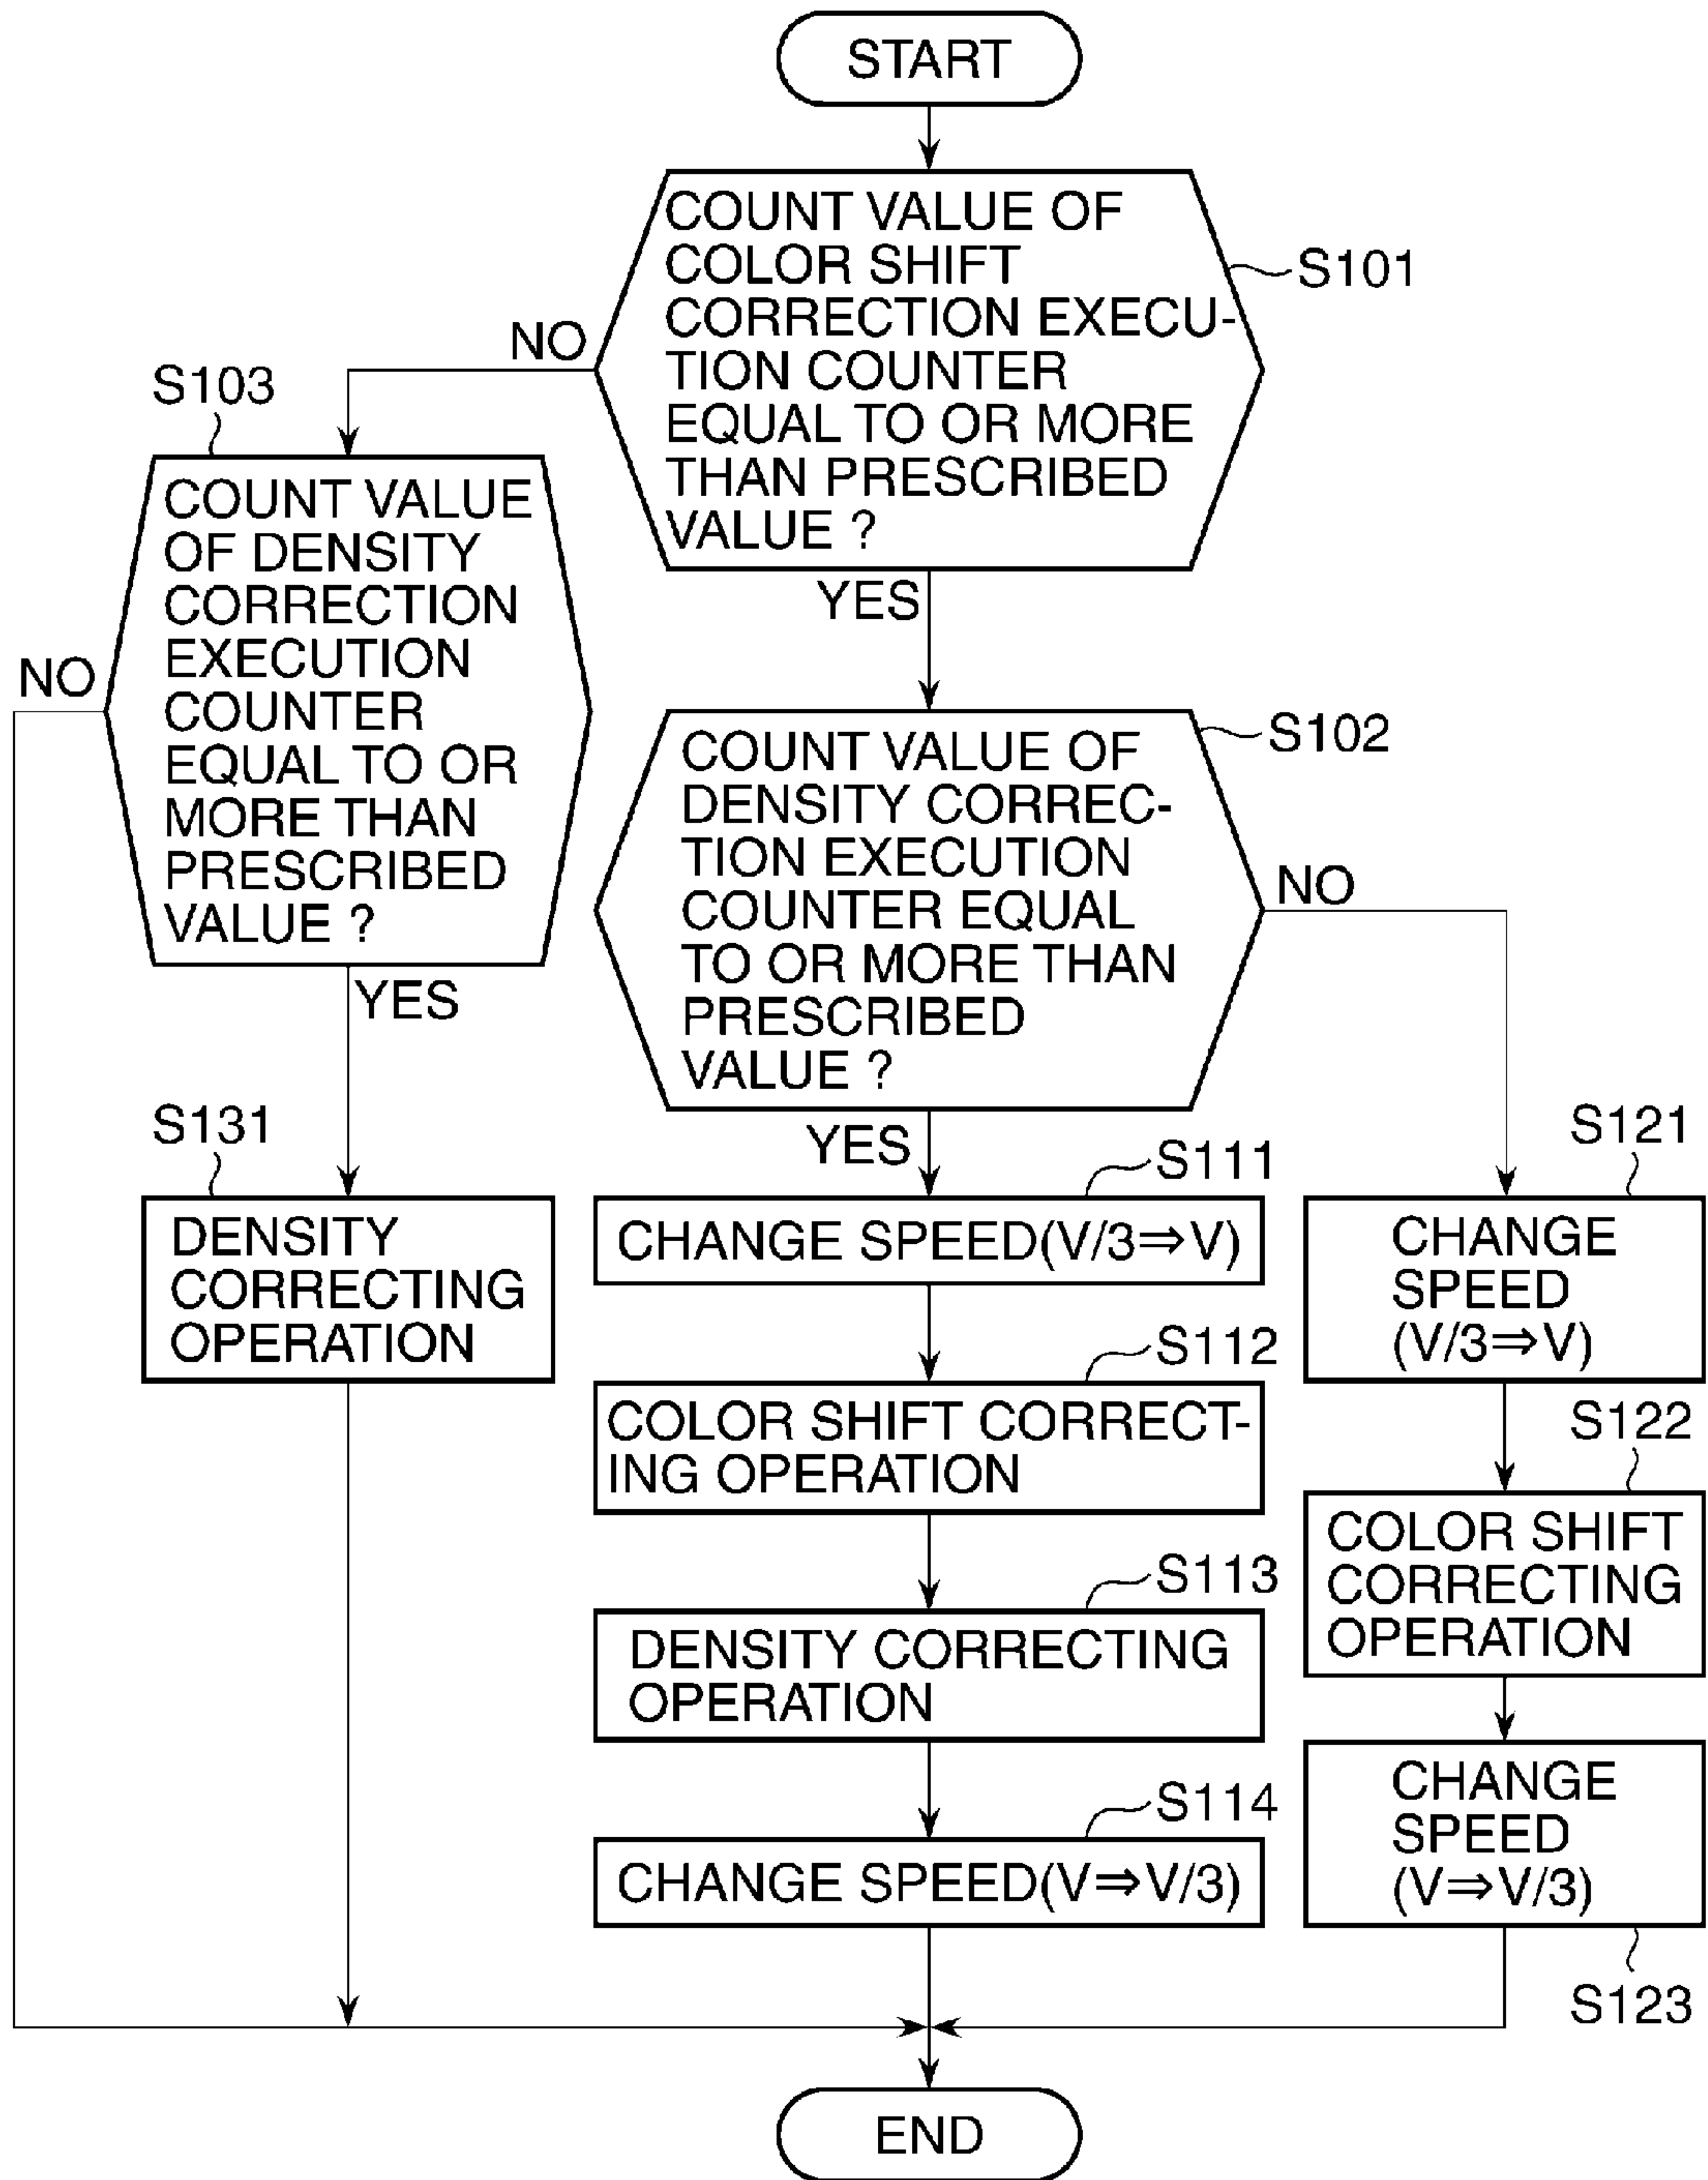 START
COUNT VALUE OF
COLOR SHIFT
CORRECTION EXECU-
TION COUNTER
EQUAL TO OR MORE
THAN PRESCRIBED
VALUE ?
S101
NO
YES
S103
COUNT VALUE
OF DENSITY
CORRECTION
EXECUTION
COUNTER
EQUAL TO OR
MORE THAN
PRESCRIBED
VALUE ?
NO
YES
S102
COUNT VALUE OF
DENSITY CORREC-
TION EXECUTION
COUNTER EQUAL
TO OR MORE THAN
PRESCRIBED
VALUE ?
NO
YES
S131
DENSITY
CORRECTING
OPERATION
S111
CHANGE SPEED(V/3⇒V)
S112
COLOR SHIFT CORRECT-
ING OPERATION
S113
DENSITY CORRECTING
OPERATION
S114
CHANGE SPEED(V⇒V/3)
S121
CHANGE
SPEED
(V/3⇒V)
S122
COLOR SHIFT
CORRECTING
OPERATION
CHANGE
SPEED
(V⇒V/3)
S123
END